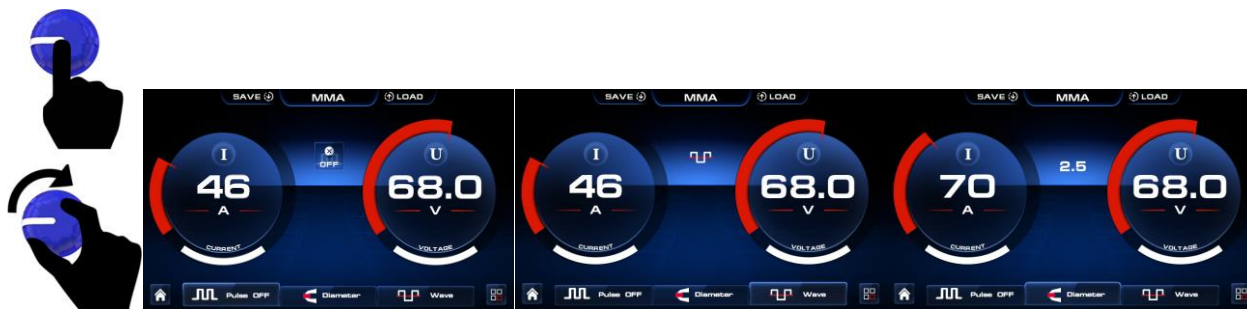 SAVE MMA LOAD
I
46
A
CURRENT
OFF
U
68.0
V
VOLTAGE
Pulse OFF Diameter Wave
SAVE MMA LOAD
I
46
A
CURRENT
U
68.0
V
VOLTAGE
Pulse OFF Diameter Wave
SAVE MMA LOAD
I
70
A
CURRENT
2.5
U
68.0
V
VOLTAGE
Pulse OFF Diameter Wave